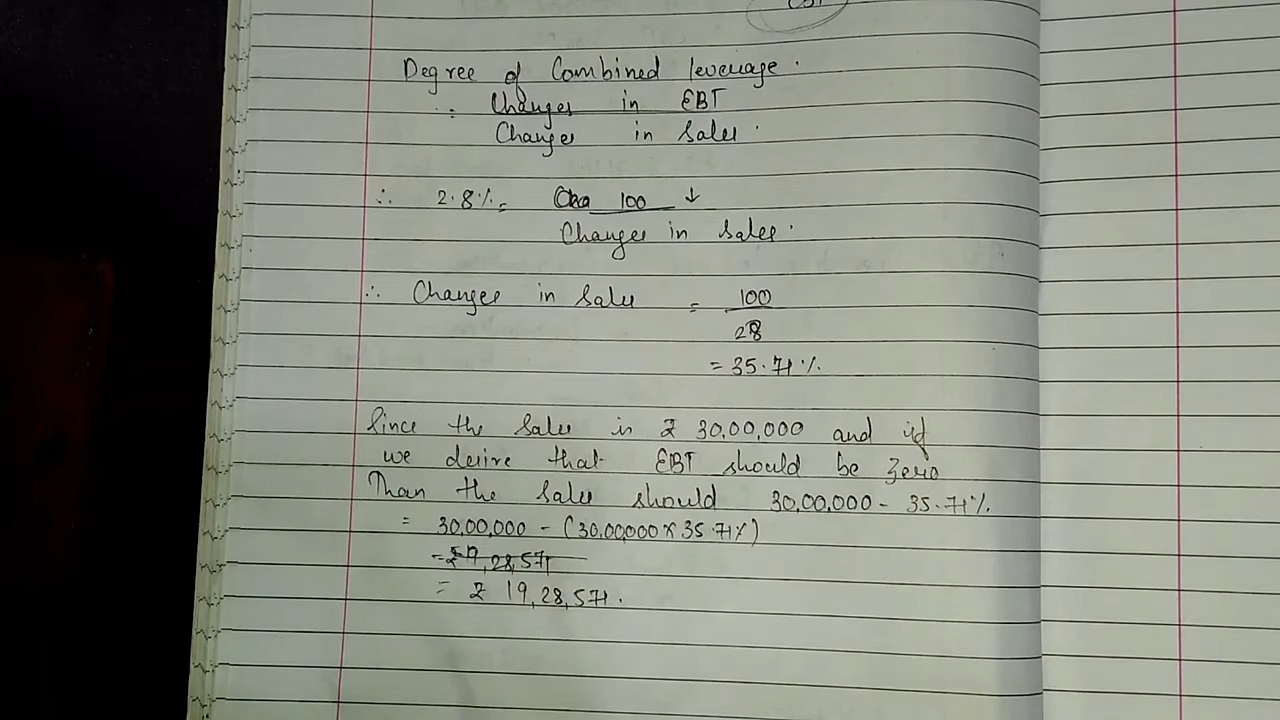 Degree of Combined leverage.
= Changes in EBT
Changes in Sales.
∴ 2.8%. = 100 ↓
Changes in Sales.
∴ Changes in Sales = 100
28
= 35.71%.
Since the Sales is ₹ 30,00,000 and if
we desire that EBT should be zero
Than the Sales should 30,00,000 - 35.71%.
= 30,00,000 - (30,00,000 x 35.71%)
= ₹ 19,28,571.